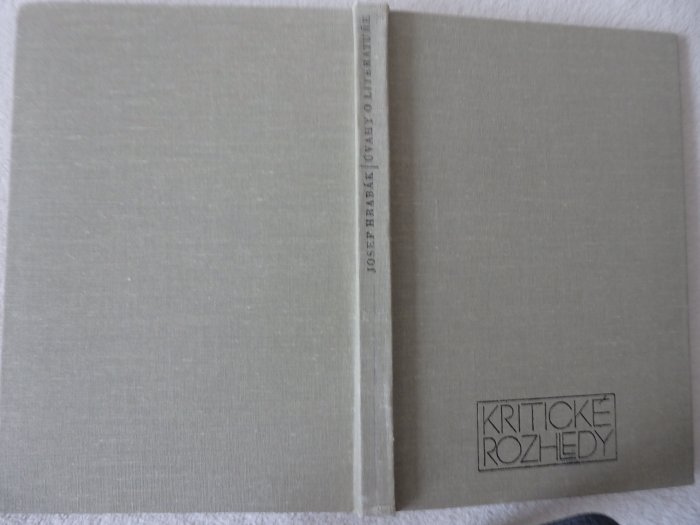 JOSEF HRABÁK | ÚVAHY O LITERATUŘE
KRITICKÉ
ROZHLEDY